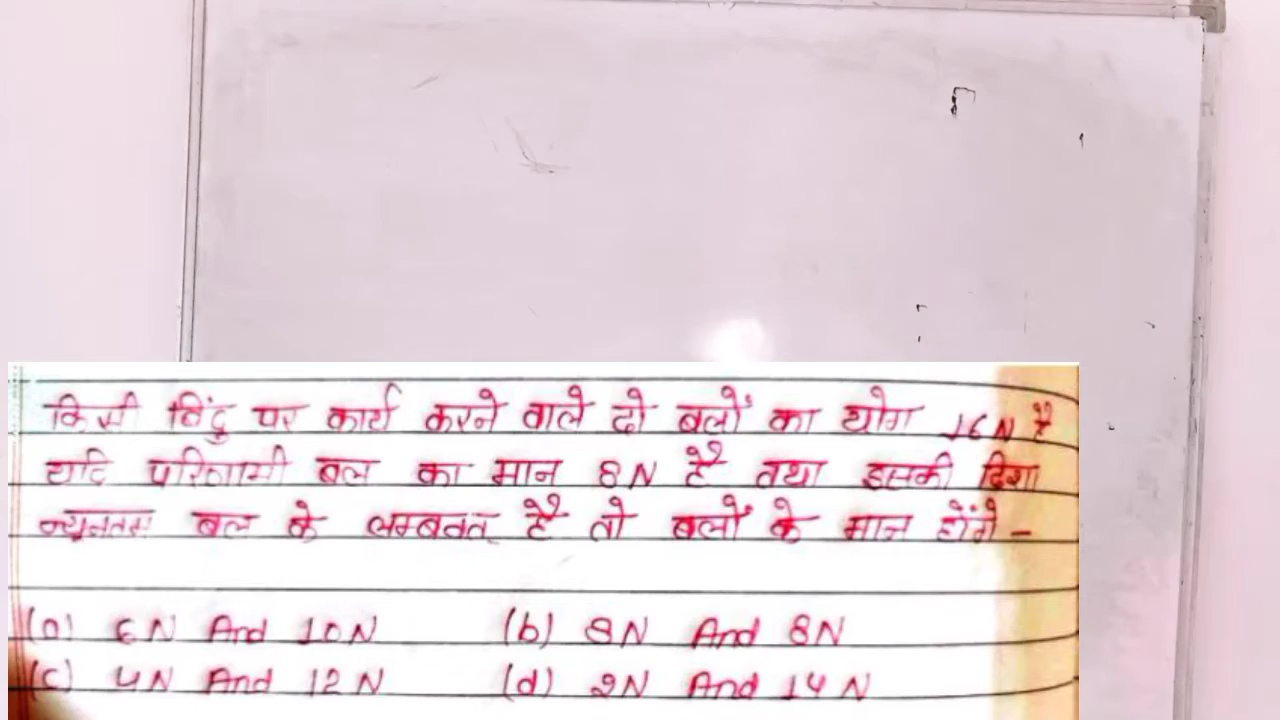 किसी बिंदु पर कार्य करने वाले दो बलों का योग 16N है
यदि परिणामी बल का मान 8N है तथा इसकी दिशा
न्यूनतम बल के लम्बवत् है तो बलों के मान होंगे -
(a) 6N And 10N (b) 8N And 8N
(c) 4N And 12N (d) 2N And 14N